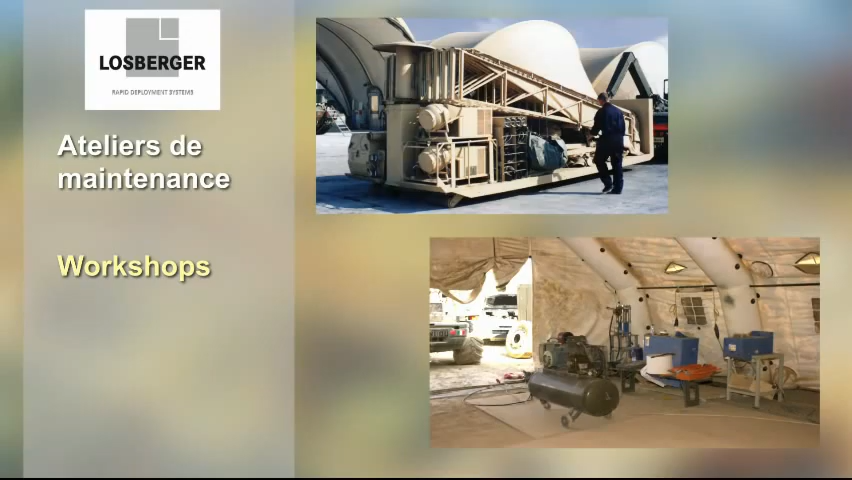 LOSBERGER
RAPID DEPLOYMENT SYSTEMS
Ateliers de
maintenance
Workshops